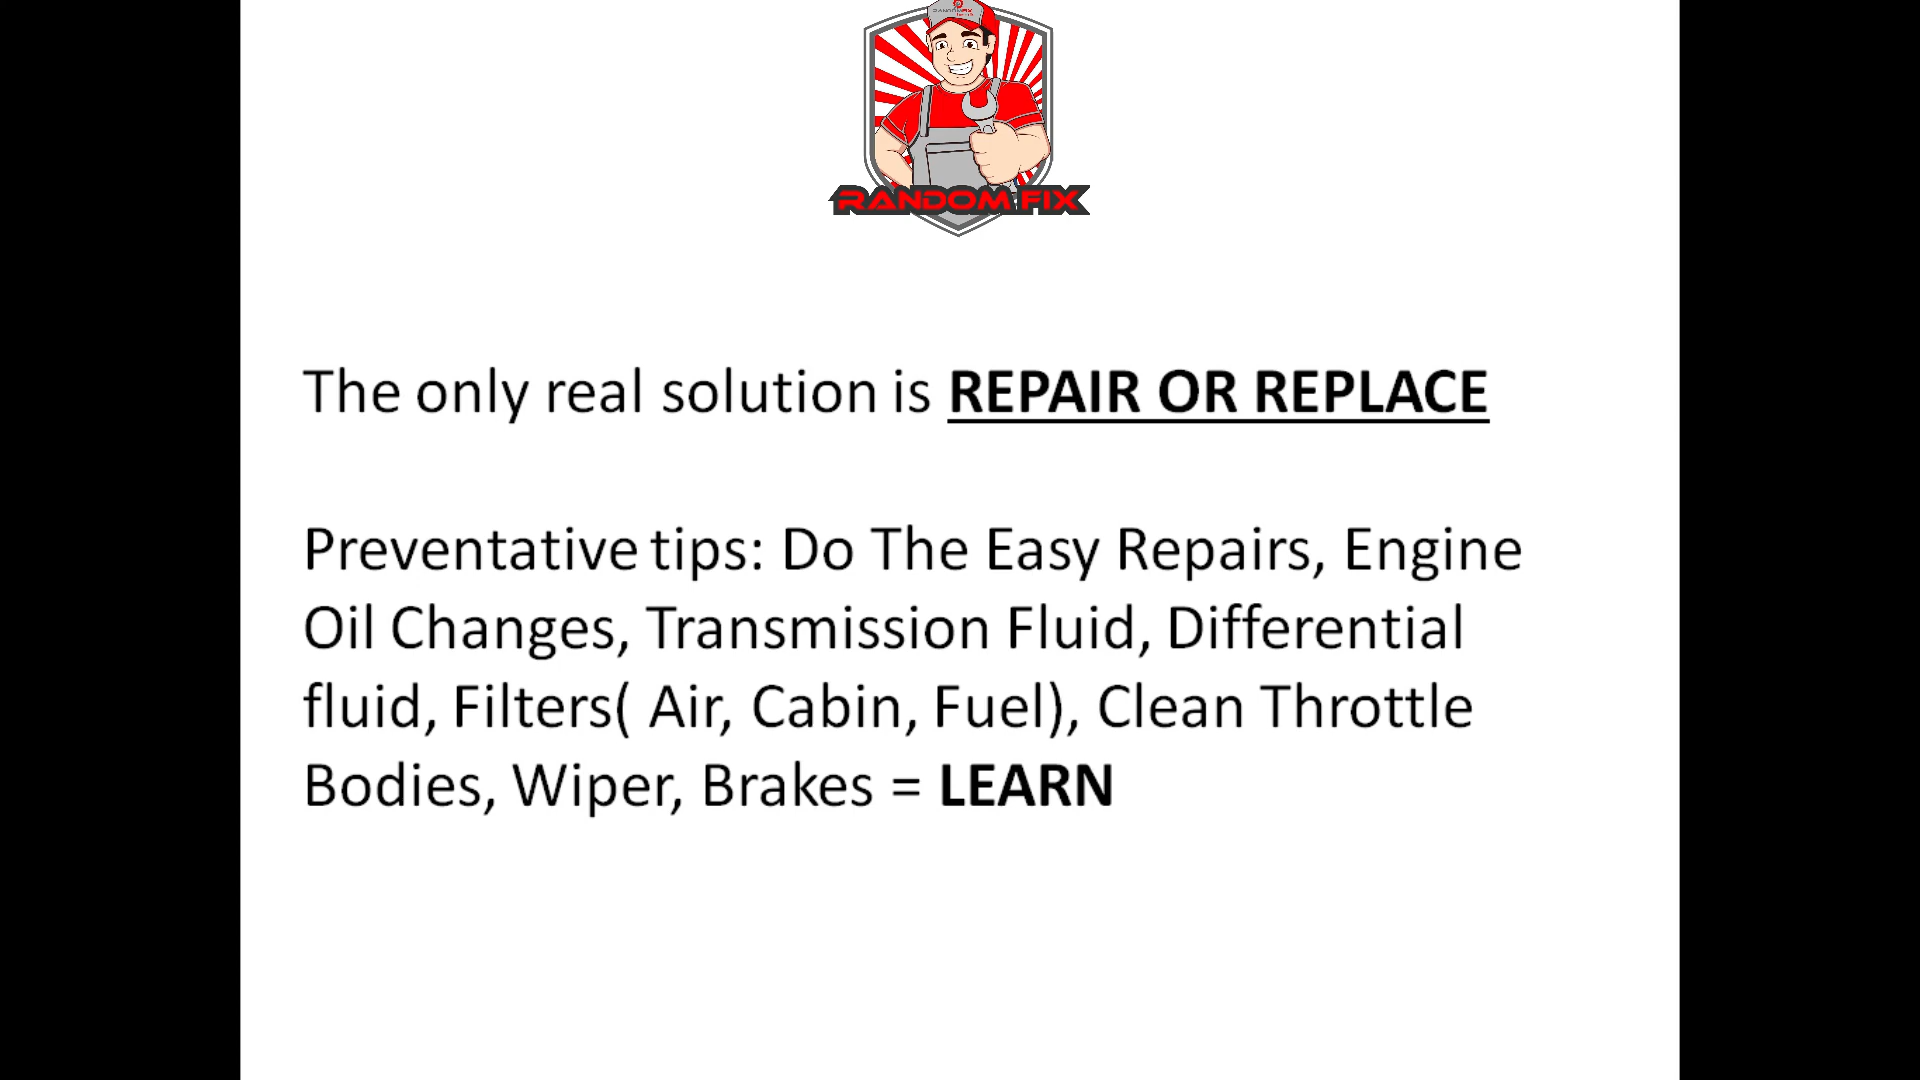 RANDOM FIX
The only real solution is REPAIR OR REPLACE
Preventative tips: Do The Easy Repairs, Engine
Oil Changes, Transmission Fluid, Differential
fluid, Filters( Air, Cabin, Fuel), Clean Throttle
Bodies, Wiper, Brakes = LEARN